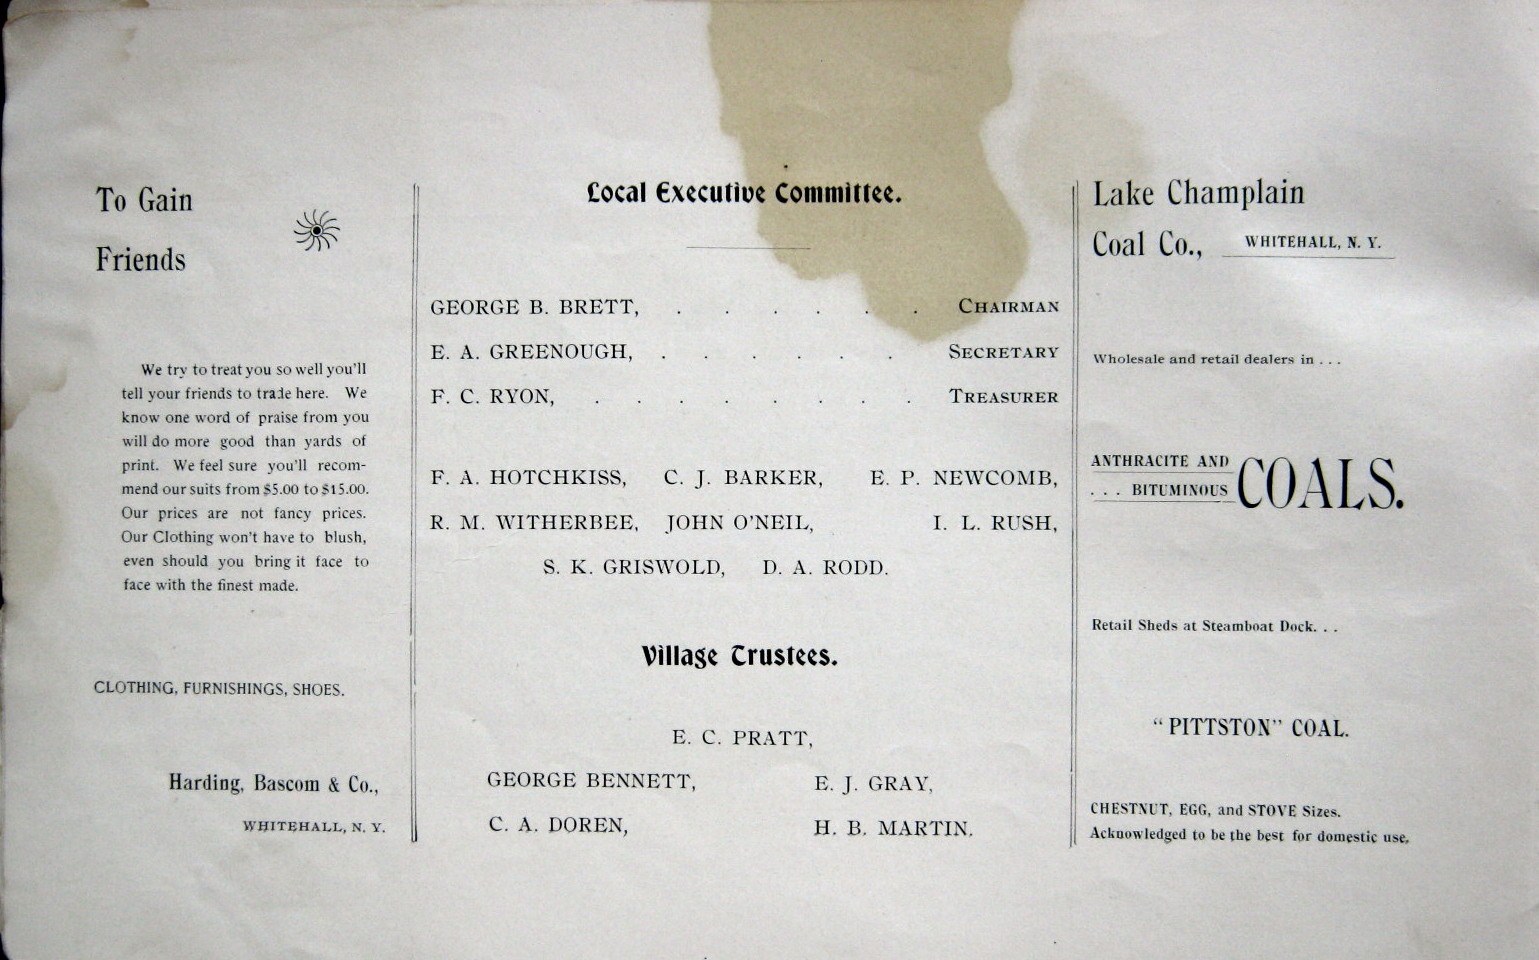 To Gain
Friends
We try to treat you so well you'll
tell your friends to trade here. We
know one word of praise from you
will do more good than yards of
print. We feel sure you'll recom-
mend our suits from $5.00 to $15.00.
Our prices are not fancy prices.
Our Clothing won't have to blush,
even should you bring it face to
face with the finest made.
CLOTHING, FURNISHINGS, SHOES.
Harding, Bascom & Co.,
WHITEHALL, N. Y.
Local Executive Committee.
GEORGE B. BRETT, . . . . . . CHAIRMAN
E. A. GREENOUGH, . . . . . . SECRETARY
F. C. RYON, . . . . . . . . TREASURER
F. A. HOTCHKISS, C. J. BARKER, E. P. NEWCOMB,
R. M. WITHERBEE, JOHN O'NEIL, I. L. RUSH,
S. K. GRISWOLD, D. A. RODD.
Village Trustees.
E. C. PRATT,
GEORGE BENNETT, E. J. GRAY,
C. A. DOREN, H. B. MARTIN.
Lake Champlain
Coal Co., WHITEHALL, N. Y.
Wholesale and retail dealers in . . .
ANTHRACITE AND
. . . BITUMINOUS COALS.
Retail Sheds at Steamboat Dock. . .
"PITTSTON" COAL.
CHESTNUT, EGG, and STOVE Sizes.
Acknowledged to be the best for domestic use.